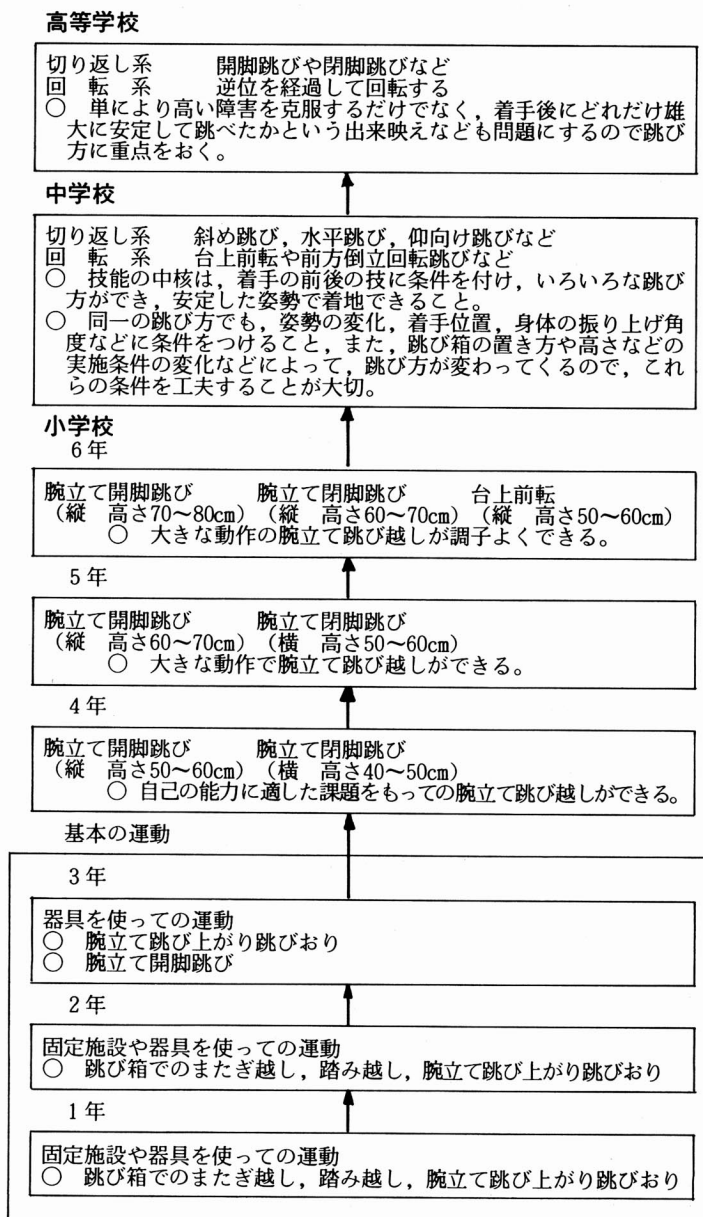 高等学校
切り返し系　　開脚跳びや閉脚跳びなど
回　転　系　　逆位を経過して回転する
○　単により高い障害を克服するだけでなく，着手後にどれだけ雄
大に安定して跳べたかという出来映えなども問題にするので跳び
方に重点をおく。
中学校
切り返し系　　斜め跳び，水平跳び，仰向け跳びなど
回　転　系　　台上前転や前方倒立回転跳びなど
○　技能の中核は，着手の前後の技に条件を付け，いろいろな跳び
方ができ，安定した姿勢で着地できること。
○　同一の跳び方でも，姿勢の変化，着手位置，身体の振り上げ角
度などに条件をつけること，また，跳び箱の置き方や高さなどの
実施条件の変化などによって，跳び方が変わってくるので，これ
らの条件を工夫することが大切。
小学校
6年
腕立て開脚跳び　　腕立て閉脚跳び　　台上前転
（縦　高さ70～80cm）（縦　高さ60～70cm）（縦　高さ50～60cm）
○　大きな動作の腕立て跳び越しが調子よくできる。
5年
腕立て開脚跳び　　腕立て閉脚跳び
（縦　高さ60～70cm）（横　高さ50～60cm）
○　大きな動作で腕立て跳び越しができる。
4年
腕立て開脚跳び　　腕立て閉脚跳び
（縦　高さ50～60cm）（横　高さ40～50cm）
○　自己の能力に適した課題をもっての腕立て跳び越しができる。
基本の運動
3年
器具を使っての運動
○　腕立て跳び上がり跳びおり
○　腕立て開脚跳び
2年
固定施設や器具を使っての運動
○　跳び箱でのまたぎ越し，踏み越し，腕立て跳び上がり跳びおり
1年
固定施設や器具を使っての運動
○　跳び箱でのまたぎ越し，踏み越し，腕立て跳び上がり跳びおり